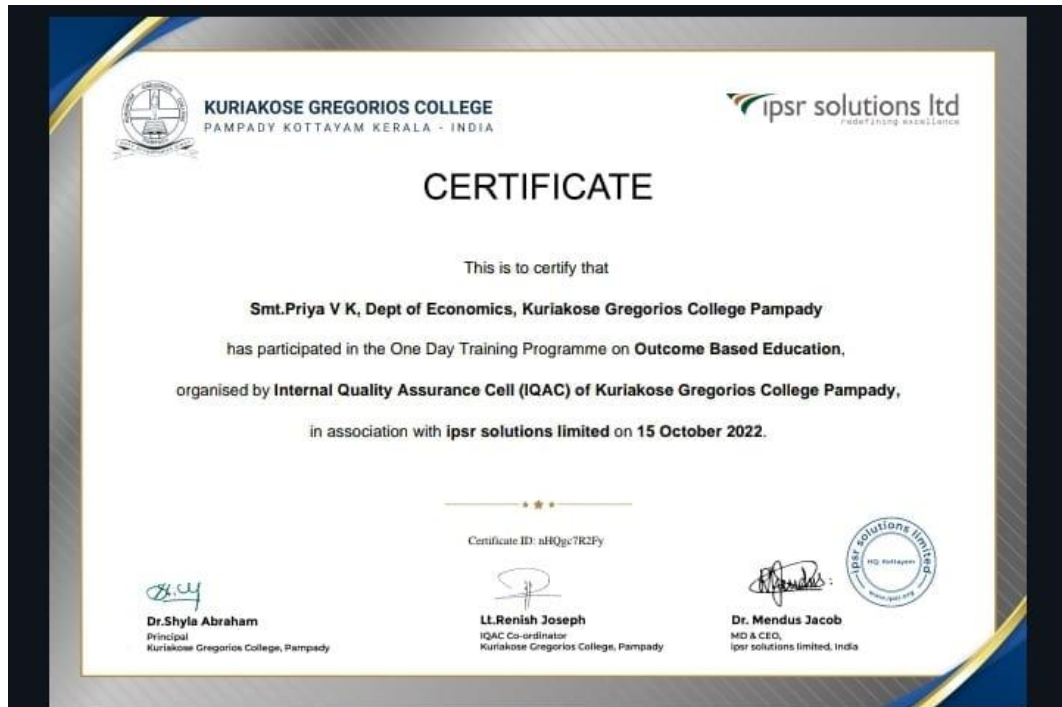 KURIAKOSE GREGORIOS COLLEGE
PAMPADY KOTTAYAM KERALA - INDIA
ipsr solutions ltd
redefining excellence
CERTIFICATE
This is to certify that
Smt.Priya V K, Dept of Economics, Kuriakose Gregorios College Pampady
has participated in the One Day Training Programme on Outcome Based Education,
organised by Internal Quality Assurance Cell (IQAC) of Kuriakose Gregorios College Pampady,
in association with ipsr solutions limited on 15 October 2022.
Certificate ID: nHQgc7R2Fy
ipsr solutions limited
HQ Kottayam
www.ipsr.org
Dr.Shyla Abraham
Principal
Kuriakose Gregorios College, Pampady
Lt.Renish Joseph
IQAC Co-ordinator
Kuriakose Gregorios College, Pampady
Dr. Mendus Jacob
MD & CEO,
ipsr solutions limited, India